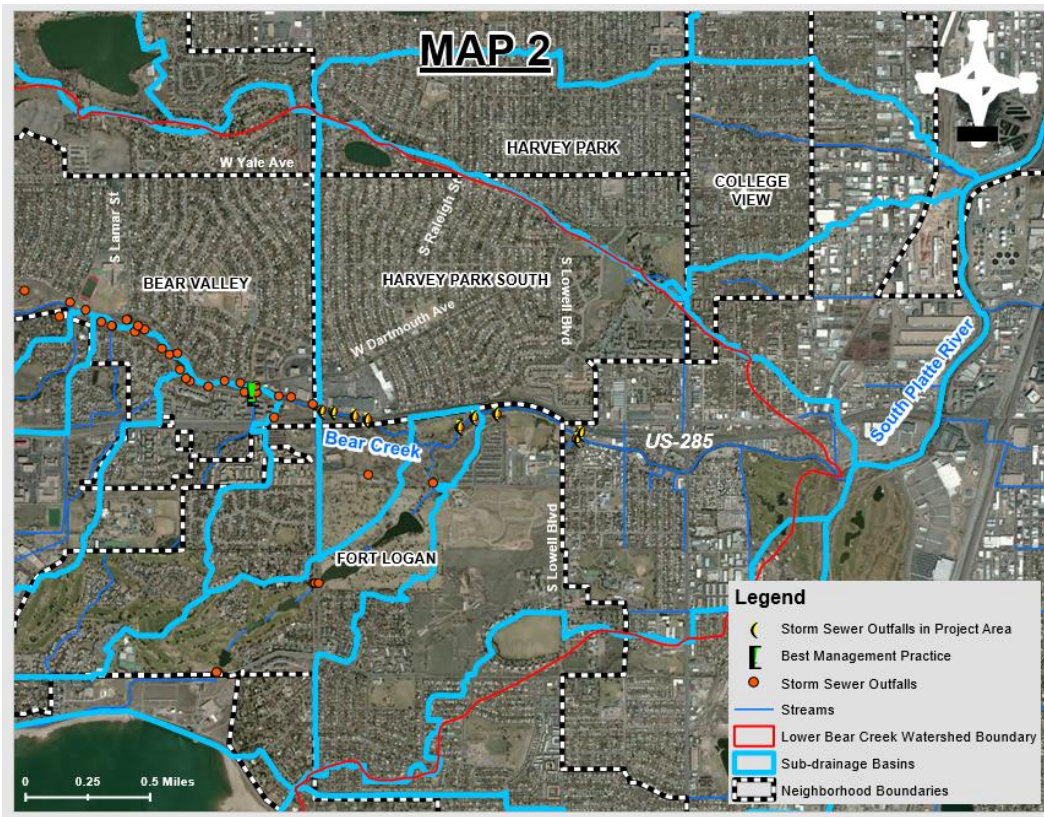 MAP 2
W Yale Ave
HARVEY PARK
COLLEGE
VIEW
S Lamar St
S Raleigh St
BEAR VALLEY
HARVEY PARK SOUTH
S Lowell Blvd
W Dartmouth Ave
South Platte River
Bear Creek
US-285
S Lowell Blvd
FORT LOGAN
Legend
Storm Sewer Outfalls in Project Area
Best Management Practice
Storm Sewer Outfalls
Streams
Lower Bear Creek Watershed Boundary
Sub-drainage Basins
Neighborhood Boundaries
0 0.25 0.5 Miles